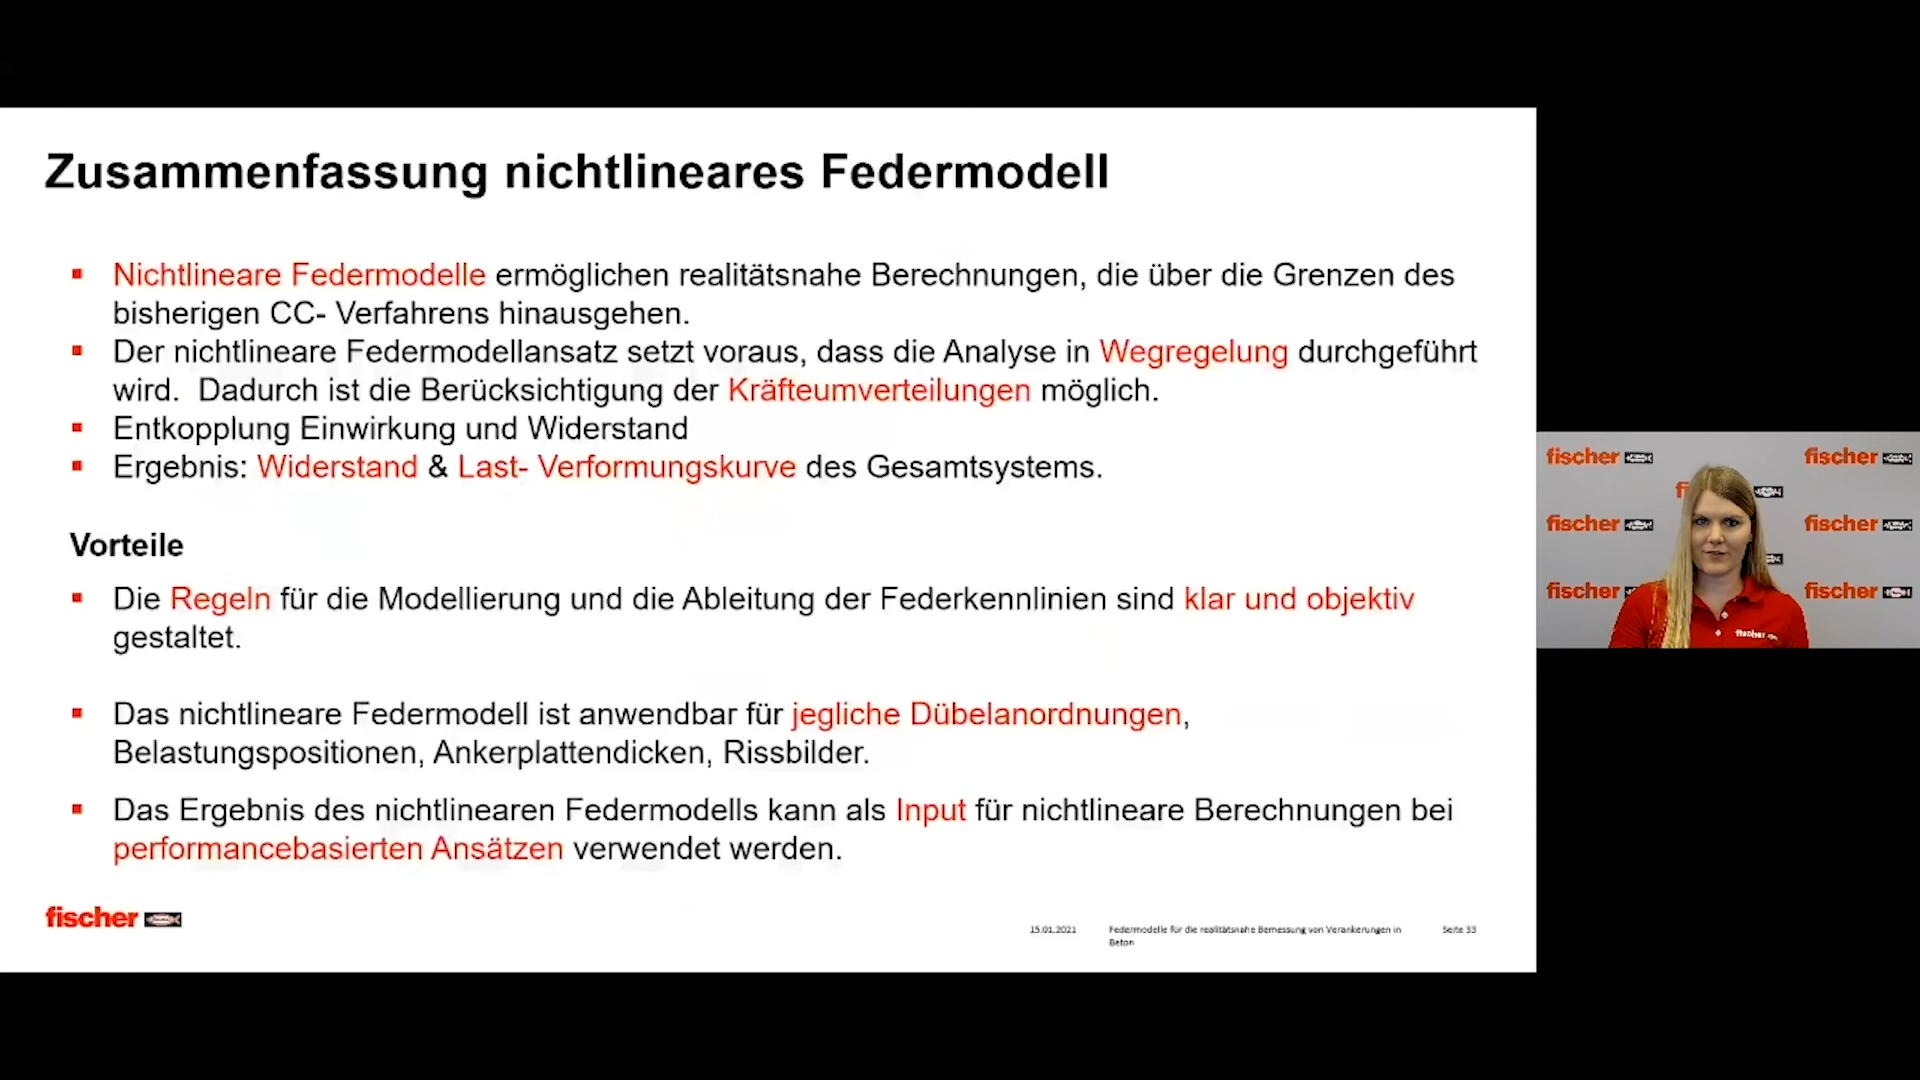 Zusammenfassung nichtlineares Federmodell
Nichtlineare Federmodelle ermöglichen realitätsnahe Berechnungen, die über die Grenzen des
bisherigen CC- Verfahrens hinausgehen.
Der nichtlineare Federmodellansatz setzt voraus, dass die Analyse in Wegregelung durchgeführt
wird. Dadurch ist die Berücksichtigung der Kräfteumverteilungen möglich.
Entkopplung Einwirkung und Widerstand
Ergebnis: Widerstand & Last- Verformungskurve des Gesamtsystems.
Vorteile
Die Regeln für die Modellierung und die Ableitung der Federkennlinien sind klar und objektiv
gestaltet.
Das nichtlineare Federmodell ist anwendbar für jegliche Dübelanordnungen,
Belastungspositionen, Ankerplattendicken, Rissbilder.
Das Ergebnis des nichtlinearen Federmodells kann als Input für nichtlineare Berechnungen bei
performancebasierten Ansätzen verwendet werden.
fischer
15.01.2021
Federmodelle für die realitätsnahe Bemessung von Verankerungen in
Beton
Seite 33
fischer
fischer
fischer
fischer
fischer
fischer
fischer